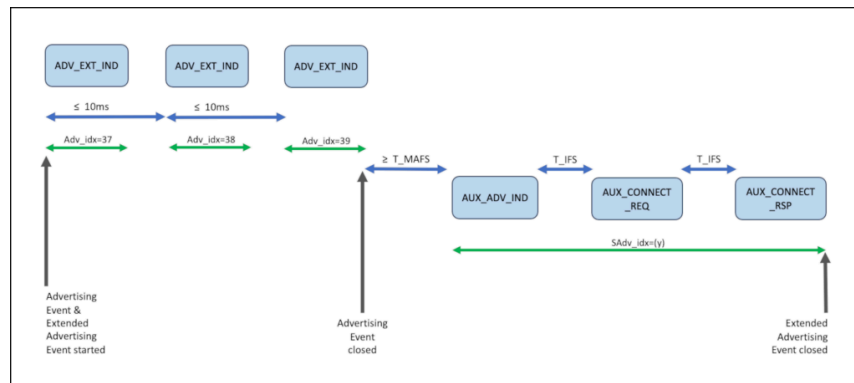 ADV_EXT_IND
ADV_EXT_IND
ADV_EXT_IND
≤ 10ms
≤ 10ms
Adv_idx=37
Adv_idx=38
Adv_idx=39
≥ T_MAFS
T_IFS
T_IFS
AUX_ADV_IND
AUX_CONNECT
_REQ
AUX_CONNECT
_RSP
SAdv_idx=(y)
Advertising
Event &
Extended
Advertising
Event started
Advertising
Event
closed
Extended
Advertising
Event closed